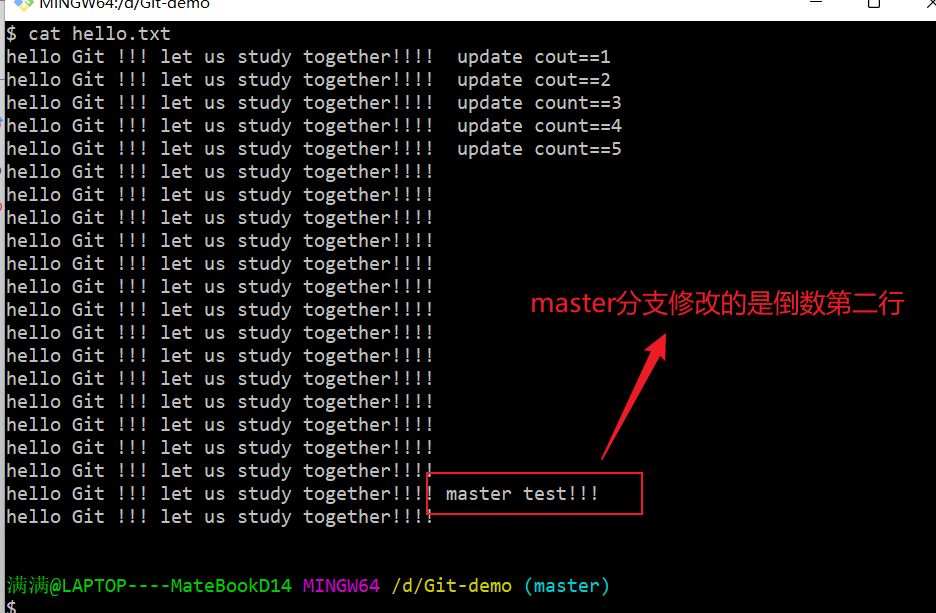 MINGW64:/d/Git-demo
$ cat hello.txt
hello Git !!! let us study together!!!!  update cout==1
hello Git !!! let us study together!!!!  update cout==2
hello Git !!! let us study together!!!!  update count==3
hello Git !!! let us study together!!!!  update count==4
hello Git !!! let us study together!!!!  update count==5
hello Git !!! let us study together!!!!
hello Git !!! let us study together!!!!
hello Git !!! let us study together!!!!
hello Git !!! let us study together!!!!
hello Git !!! let us study together!!!!
hello Git !!! let us study together!!!!
hello Git !!! let us study together!!!!
master分支修改的是倒数第二行
hello Git !!! let us study together!!!!
hello Git !!! let us study together!!!!
hello Git !!! let us study together!!!!
hello Git !!! let us study together!!!!
hello Git !!! let us study together!!!!
hello Git !!! let us study together!!!!
hello Git !!! let us study together!!!!
hello Git !!! let us study together!!!! master test!!!
hello Git !!! let us study together!!!!
满满@LAPTOP----MateBookD14 MINGW64 /d/Git-demo (master)
$